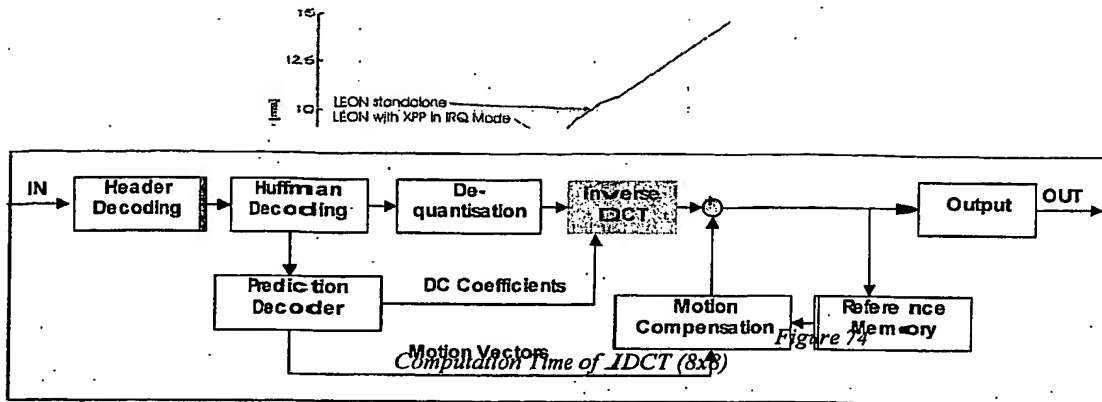 15
12,5
[ms]
10
LEON standalone
LEON with XPP in IRQ Mode
IN
Header
Decoding
Huffman
Decoding
De-
quantisation
Inverse
IDCT
Output
OUT
Prediction
Decoder
DC Coefficients
Motion
Compensation
Reference
Memory
Figure 74
Motion Vectors
Computation Time of IDCT (8x8)